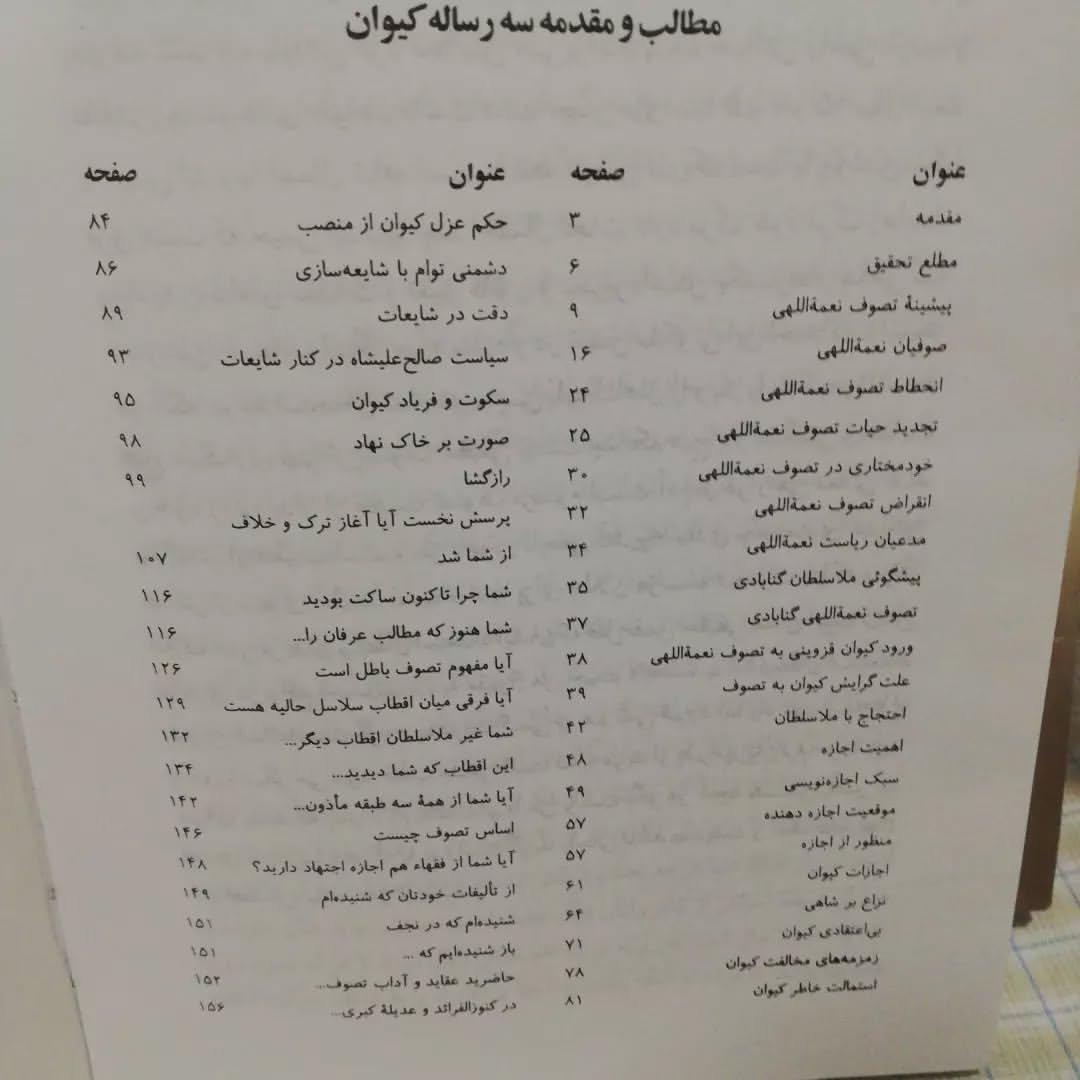 مطالب و مقدمه سه رساله کیوان
عنوان صفحه
مقدمه ۳
مطلع تحقیق ۶
پیشینهٔ تصوف نعمةاللهی ۹
صوفیان نعمةاللهی ۱۶
انحطاط تصوف نعمةاللهی ۲۴
تجدید حیات تصوف نعمةاللهی ۲۵
خودمختاری در تصوف نعمةاللهی ۳۰
انقراض تصوف نعمةاللهی ۳۲
مدعیان ریاست نعمةاللهی ۳۴
پیشگوئی ملاسلطان گنابادی ۳۵
تصوف نعمةاللهی گنابادی ۳۷
ورود کیوان قزوینی به تصوف نعمةاللهی ۳۸
علت گرایش کیوان به تصوف ۳۹
احتجاج با ملاسلطان ۴۲
اهمیت اجازه ۴۸
سبک اجازه‌نویسی ۴۹
موقعیت اجازه دهنده ۵۷
منظور از اجازه ۵۷
اجازات کیوان ۶۱
نزاع بر شاهی ۶۴
بی‌اعتقادی کیوان ۷۱
زمزمه‌های مخالفت کیوان ۷۸
استمالت خاطر کیوان ۸۱
عنوان صفحه
حکم عزل کیوان از منصب ۸۴
دشمنی توام با شایعه‌سازی ۸۶
دقت در شایعات ۸۹
سیاست صالح‌علیشاه در کنار شایعات ۹۳
سکوت و فریاد کیوان ۹۵
صورت بر خاک نهاد ۹۸
رازگشا ۹۹
پرسش نخست آیا آغاز ترک و خلاف
از شما شد ۱۰۷
شما چرا تاکنون ساکت بودید ۱۱۶
شما هنوز که مطالب عرفان را... ۱۱۶
آیا مفهوم تصوف باطل است ۱۲۶
آیا فرقی میان اقطاب سلاسل حالیه هست ۱۲۹
شما غیر ملاسلطان اقطاب دیگر... ۱۳۲
این اقطاب که شما دیدید... ۱۳۴
آیا شما از همهٔ سه طبقه مأذون... ۱۴۲
اساس تصوف چیست ۱۴۶
آیا شما از فقهاء هم اجازه اجتهاد دارید؟ ۱۴۸
از تألیفات خودتان که شنیده‌ام ۱۴۹
شنیده‌ام که در نجف ۱۵۱
باز شنیده‌ایم که ... ۱۵۱
حاضرید عقاید و آداب تصوف... ۱۵۲
در کنوزالفرائد و عدیلهٔ کبری... ۱۵۶